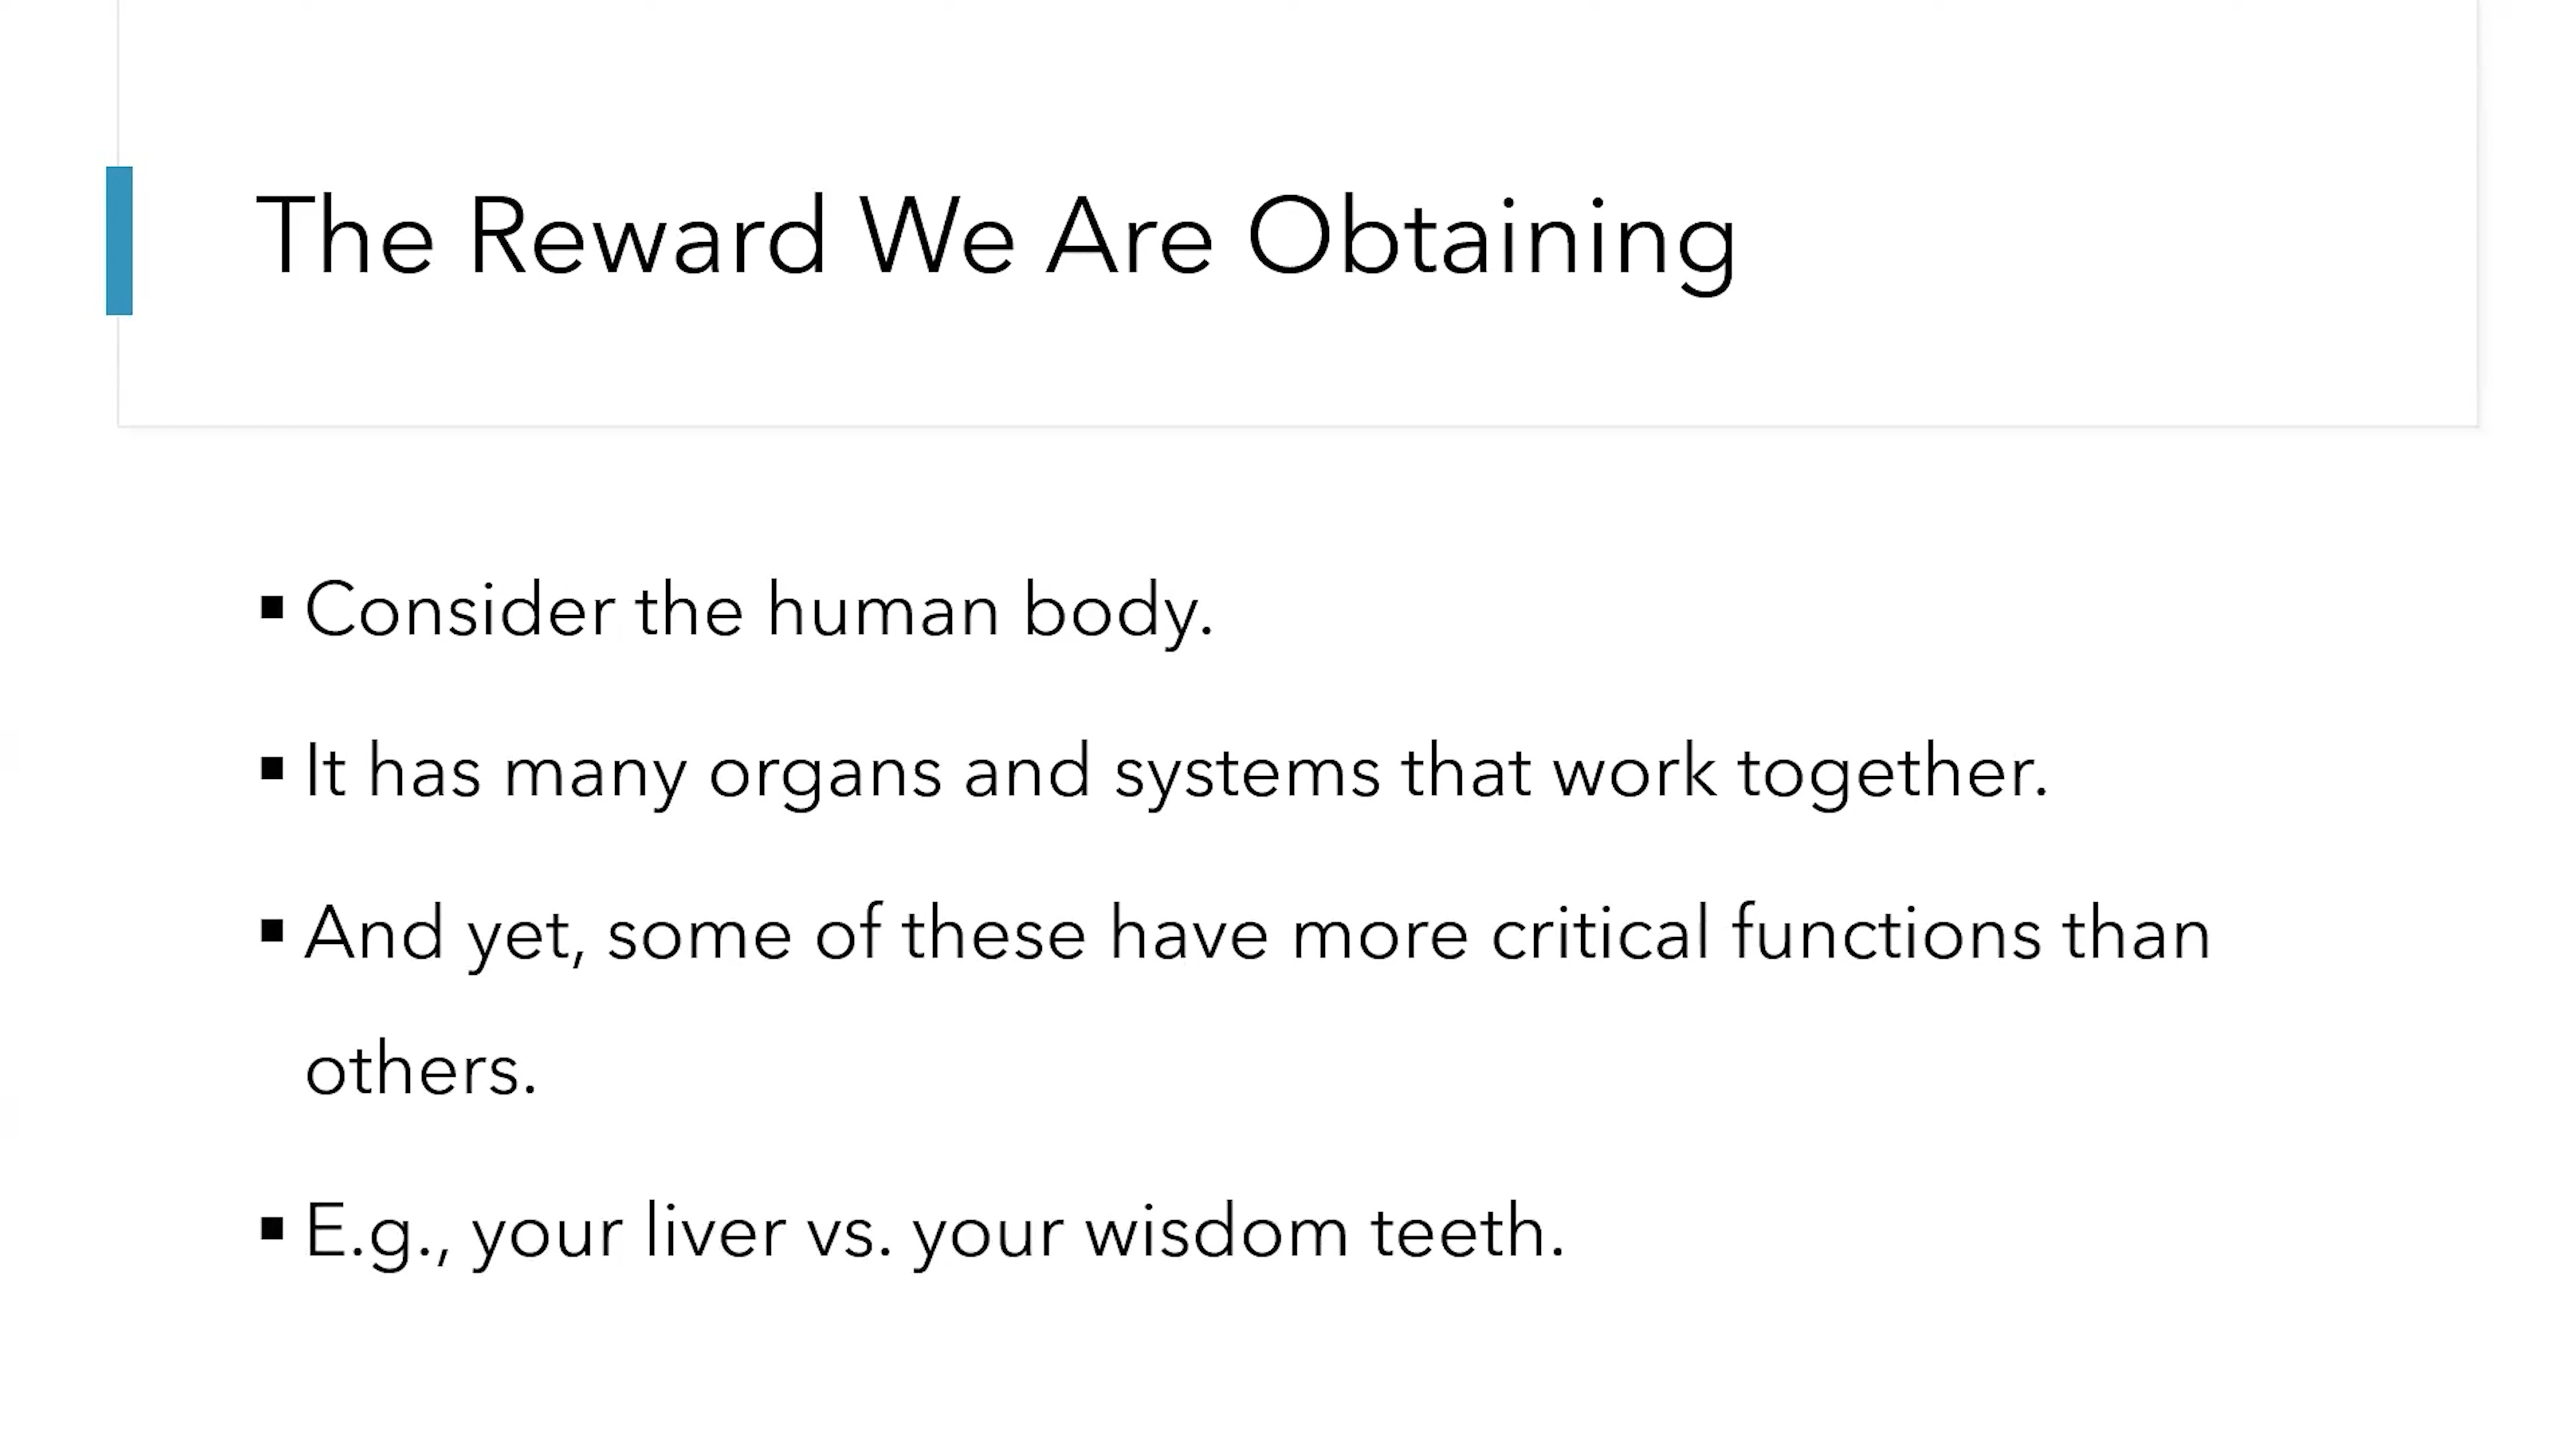 The Reward We Are Obtaining
▪ Consider the human body.
▪ It has many organs and systems that work together.
▪ And yet, some of these have more critical functions than
others.
▪ E.g., your liver vs. your wisdom teeth.